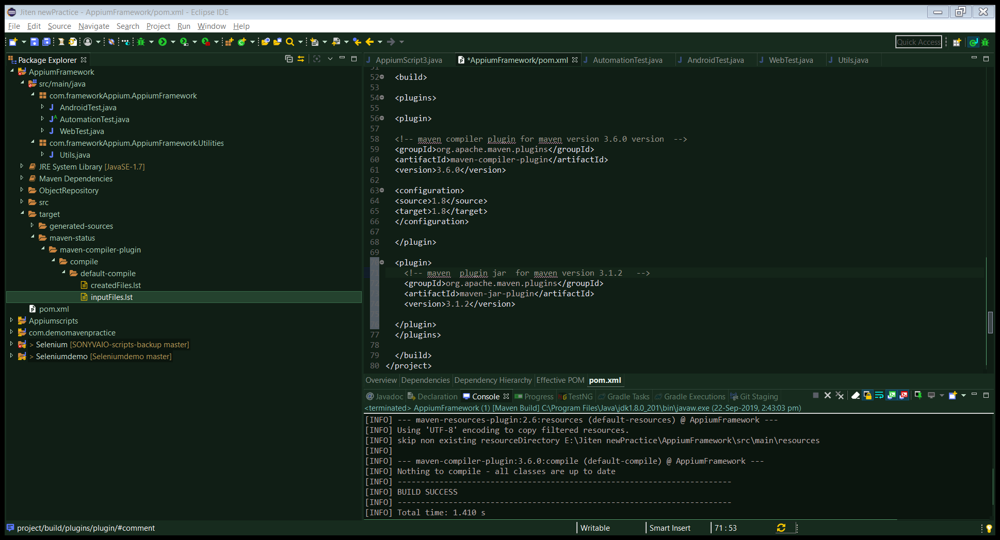 Jiten newPractice - AppiumFramework/pom.xml - Eclipse IDE
File Edit Source Navigate Search Project Run Window Help
Quick Access
Package Explorer
AppiumFramework
src/main/java
com.frameworkAppium.AppiumFramework
AndroidTest.java
AutomationTest.java
WebTest.java
com.frameworkAppium.AppiumFramework.Utilities
Utils.java
JRE System Library [JavaSE-1.7]
Maven Dependencies
ObjectRepository
src
target
generated-sources
maven-status
maven-compiler-plugin
compile
default-compile
createdFiles.lst
inputFiles.lst
pom.xml
Appiumscripts
com.demomavenpractice
> Selenium [SONYVAIO-scripts-backup master]
> Seleniumdemo [Seleniumdemo master]
AppiumScript3.java *AppiumFramework/pom.xml AutomationTest.java AndroidTest.java WebTest.java Utils.java
51
52 <build>
53
54 <plugins>
55
56 <plugin>
57
58 <!-- maven compiler plugin for maven version 3.6.0 version  -->
59 <groupId>org.apache.maven.plugins</groupId>
60 <artifactId>maven-compiler-plugin</artifactId>
61 <version>3.6.0</version>
62
63 <configuration>
64 <source>1.8</source>
65 <target>1.8</target>
66 </configuration>
67
68 </plugin>
69
70 <plugin>
71 <!-- maven  plugin jar  for maven version 3.1.2   -->
72 <groupId>org.apache.maven.plugins</groupId>
73 <artifactId>maven-jar-plugin</artifactId>
74 <version>3.1.2</version>
75
76 </plugin>
77 </plugins>
78
79 </build>
80 </project>
Overview Dependencies Dependency Hierarchy Effective POM pom.xml
@ Javadoc Declaration Console Progress TestNG Gradle Tasks Gradle Executions Git Staging
<terminated> AppiumFramework (1) [Maven Build] C:\Program Files\Java\jdk1.8.0_201\bin\javaw.exe (22-Sep-2019, 2:43:03 pm)
[INFO] --- maven-resources-plugin:2.6:resources (default-resources) @ AppiumFramework ---
[INFO] Using 'UTF-8' encoding to copy filtered resources.
[INFO] skip non existing resourceDirectory E:\Jiten newPractice\AppiumFramework\src\main\resources
[INFO]
[INFO] --- maven-compiler-plugin:3.6.0:compile (default-compile) @ AppiumFramework ---
[INFO] Nothing to compile - all classes are up to date
[INFO] ------------------------------------------------------------------------
[INFO] BUILD SUCCESS
[INFO] ------------------------------------------------------------------------
[INFO] Total time: 1.410 s
project/build/plugins/plugin/#comment
Writable Smart Insert 71 : 53